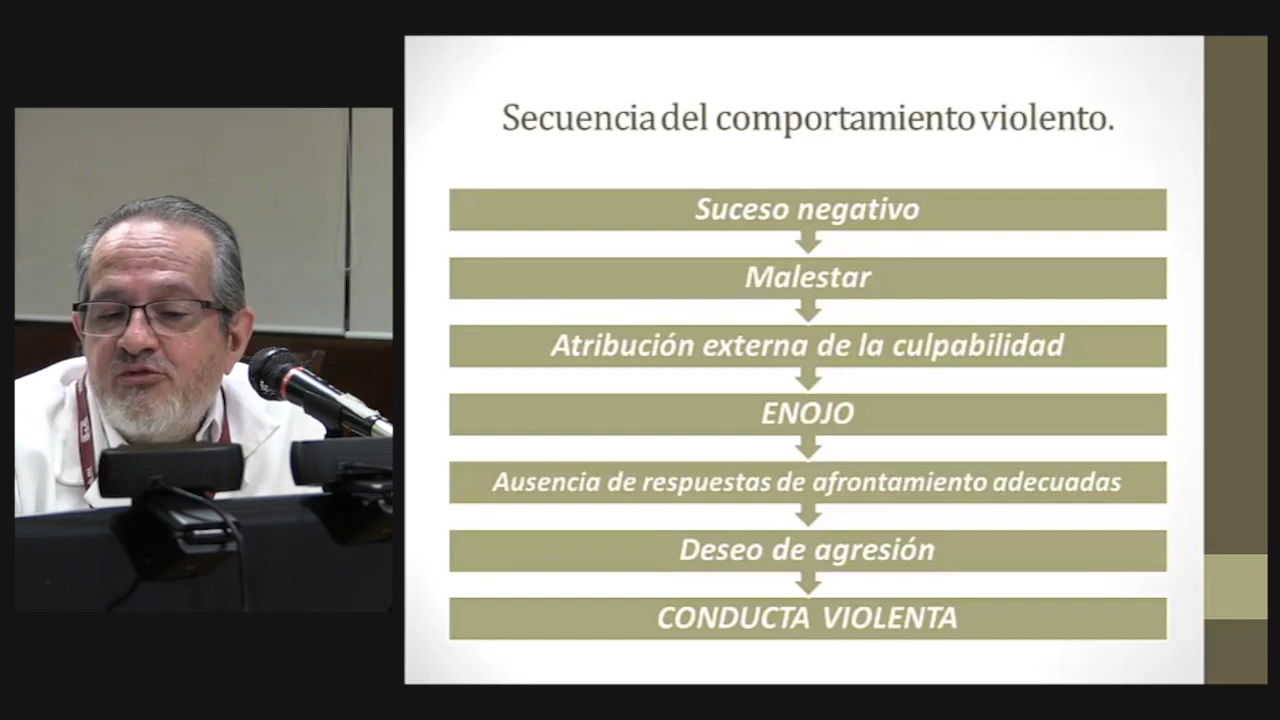 Secuencia del comportamiento violento.
Suceso negativo
Malestar
Atribución externa de la culpabilidad
ENOJO
Ausencia de respuestas de afrontamiento adecuadas
Deseo de agresión
CONDUCTA VIOLENTA